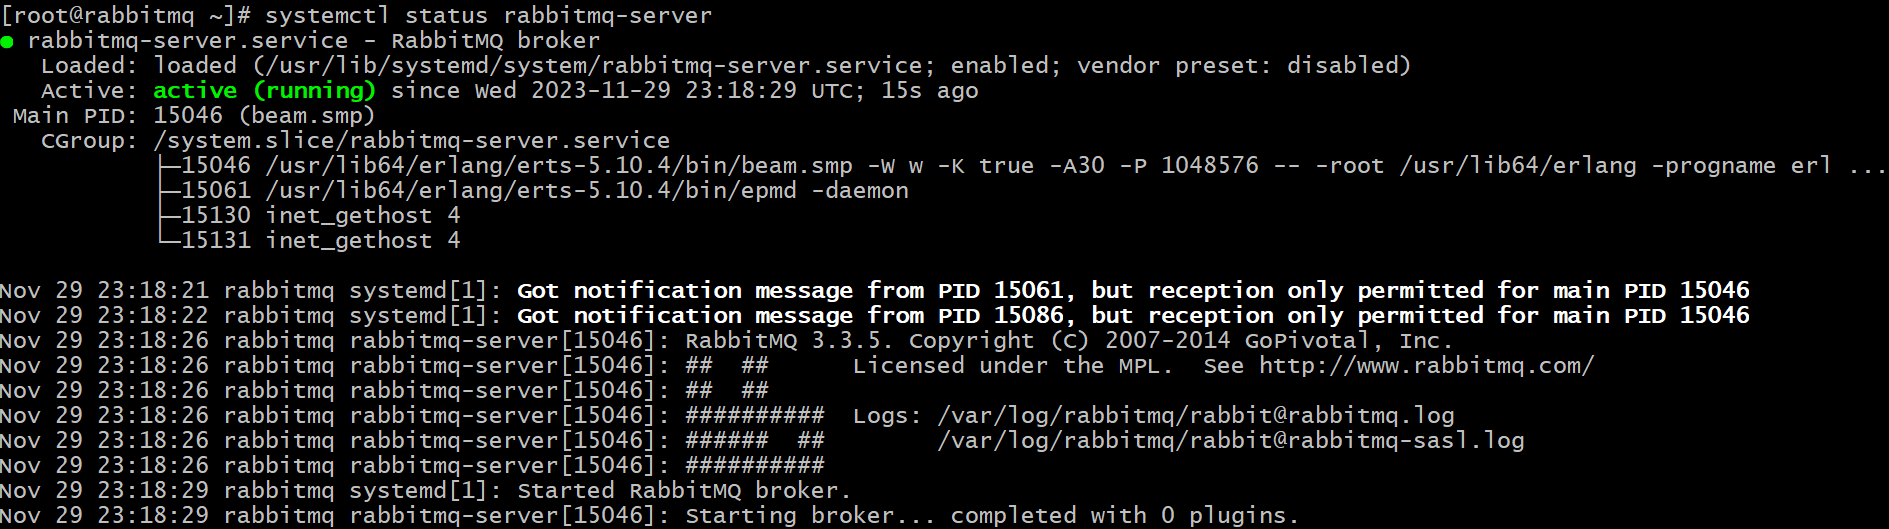 [root@rabbitmq ~]# systemctl status rabbitmq-server
● rabbitmq-server.service - RabbitMQ broker
   Loaded: loaded (/usr/lib/systemd/system/rabbitmq-server.service; enabled; vendor preset: disabled)
   Active: active (running) since Wed 2023-11-29 23:18:29 UTC; 15s ago
 Main PID: 15046 (beam.smp)
   CGroup: /system.slice/rabbitmq-server.service
           ├─15046 /usr/lib64/erlang/erts-5.10.4/bin/beam.smp -W w -K true -A30 -P 1048576 -- -root /usr/lib64/erlang -progname erl ...
           ├─15061 /usr/lib64/erlang/erts-5.10.4/bin/epmd -daemon
           ├─15130 inet_gethost 4
           └─15131 inet_gethost 4

Nov 29 23:18:21 rabbitmq systemd[1]: Got notification message from PID 15061, but reception only permitted for main PID 15046
Nov 29 23:18:22 rabbitmq systemd[1]: Got notification message from PID 15086, but reception only permitted for main PID 15046
Nov 29 23:18:26 rabbitmq rabbitmq-server[15046]: RabbitMQ 3.3.5. Copyright (C) 2007-2014 GoPivotal, Inc.
Nov 29 23:18:26 rabbitmq rabbitmq-server[15046]: ##  ##      Licensed under the MPL.  See http://www.rabbitmq.com/
Nov 29 23:18:26 rabbitmq rabbitmq-server[15046]: ##  ##
Nov 29 23:18:26 rabbitmq rabbitmq-server[15046]: ##########  Logs: /var/log/rabbitmq/rabbit@rabbitmq.log
Nov 29 23:18:26 rabbitmq rabbitmq-server[15046]: ######  ##        /var/log/rabbitmq/rabbit@rabbitmq-sasl.log
Nov 29 23:18:26 rabbitmq rabbitmq-server[15046]: ##########
Nov 29 23:18:29 rabbitmq systemd[1]: Started RabbitMQ broker.
Nov 29 23:18:29 rabbitmq rabbitmq-server[15046]: Starting broker... completed with 0 plugins.